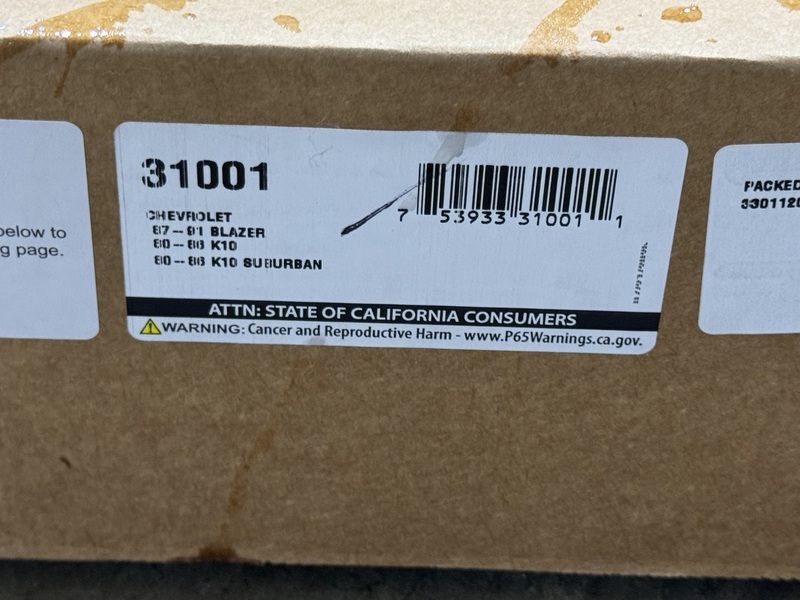 below to
g page.
31001
CHEVROLET
87-91 BLAZER
80-86 K10
80-86 K10 SUBURBAN
7 53933 31001 1
ATTN: STATE OF CALIFORNIA CONSUMERS
WARNING: Cancer and Reproductive Harm - www.P65Warnings.ca.gov.
PACKED
3301120